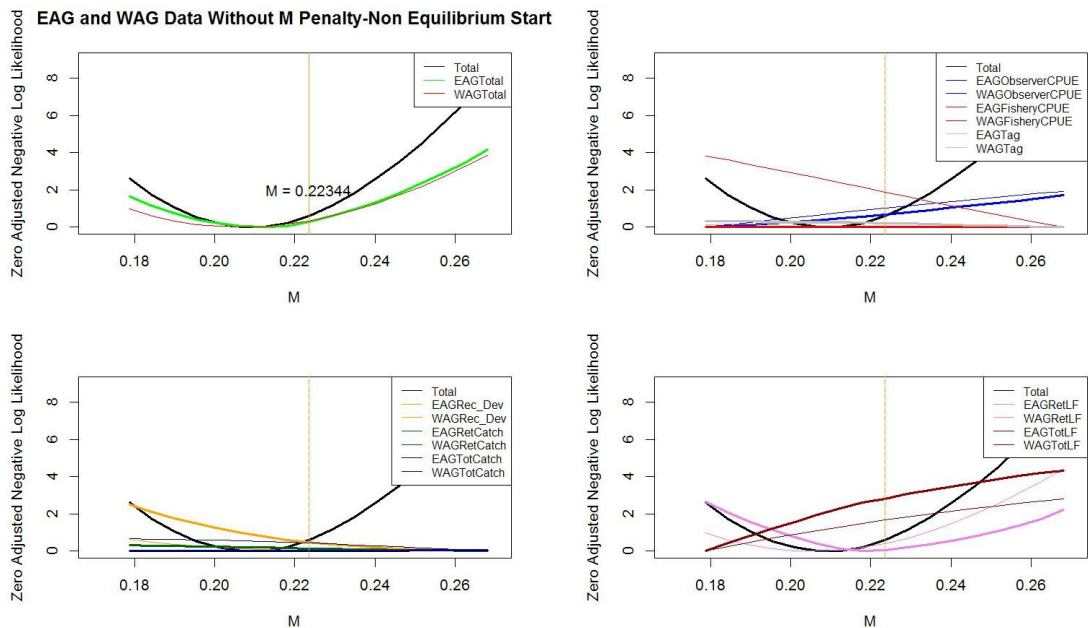 EAG and WAG Data Without M Penalty-Non Equilibrium Start
Zero Adjusted Negative Log Likelihood
8
6
4
2
0
Total
EAGTotal
WAGTotal
M = 0.22344
0.18 0.20 0.22 0.24 0.26
M
Zero Adjusted Negative Log Likelihood
8
6
4
2
0
Total
EAGObserverCPUE
WAGObserverCPUE
EAGFisheryCPUE
WAGFisheryCPUE
EAGTag
WAGTag
0.18 0.20 0.22 0.24 0.26
M
Zero Adjusted Negative Log Likelihood
8
6
4
2
0
Total
EAGRec_Dev
WAGRec_Dev
EAGRetCatch
WAGRetCatch
EAGTotCatch
WAGTotCatch
0.18 0.20 0.22 0.24 0.26
M
Zero Adjusted Negative Log Likelihood
8
6
4
2
0
Total
EAGRetLF
WAGRetLF
EAGTotLF
WAGTotLF
0.18 0.20 0.22 0.24 0.26
M